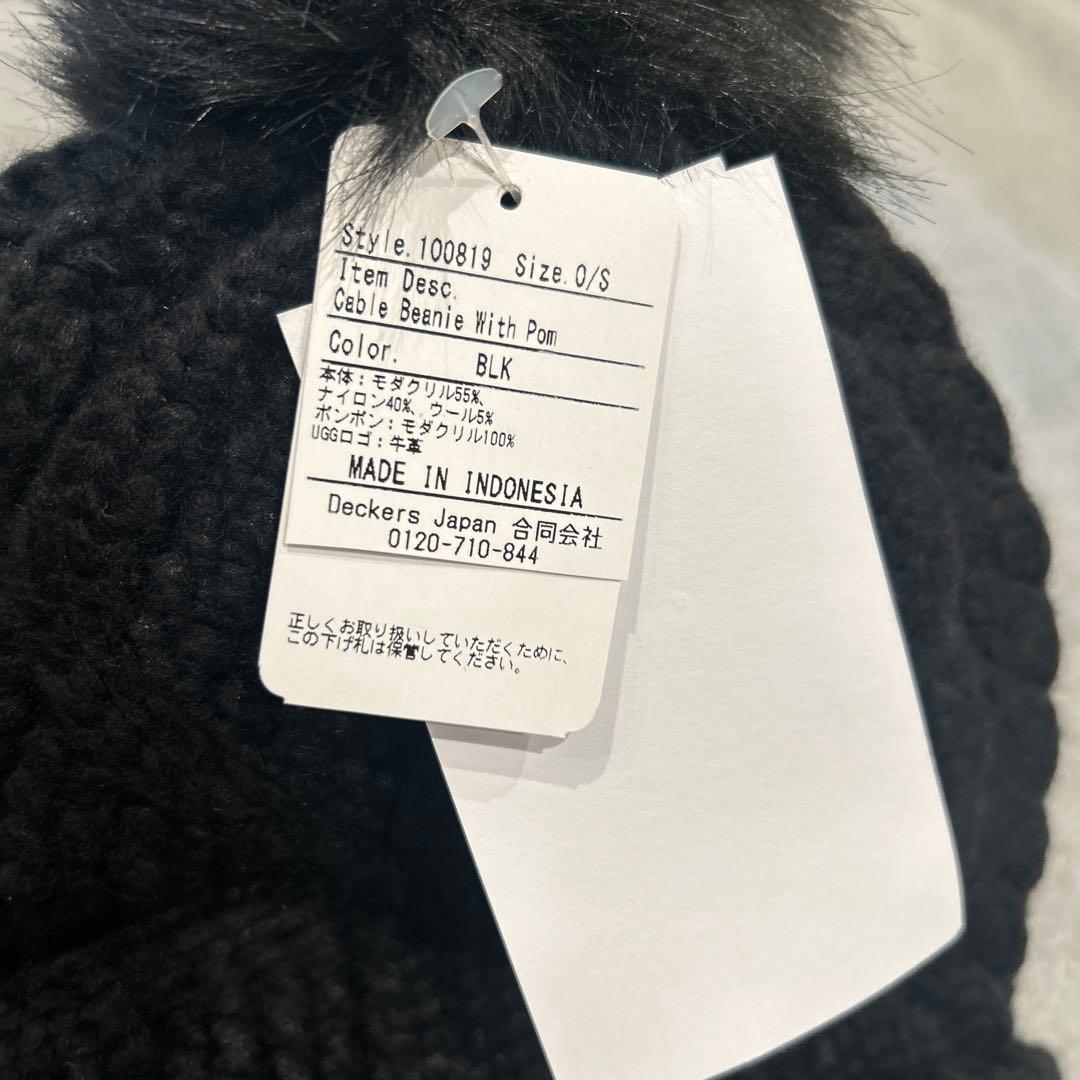 Style.100819 Size.O/S
Item Desc.
Cable Beanie With Pom
Color. BLK
本体:モダクリル55%、
ナイロン40%、ウール5%
ポンポン:モダクリル100%
UGGロゴ:牛革
MADE IN INDONESIA
Deckers Japan 合同会社
0120-710-844
正しくお取り扱いしていただくために、
この下げ札は保管してください。